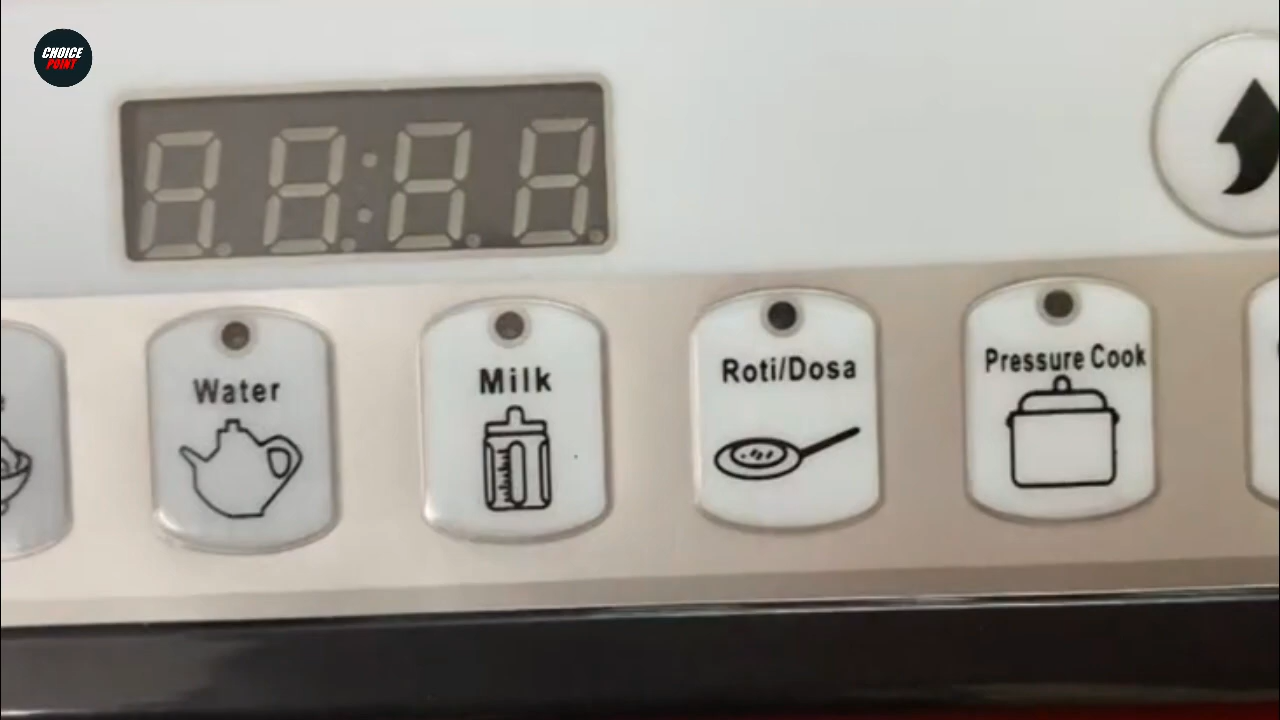 CHOICE
POINT
Water
Milk
Roti/Dosa
Pressure Cook